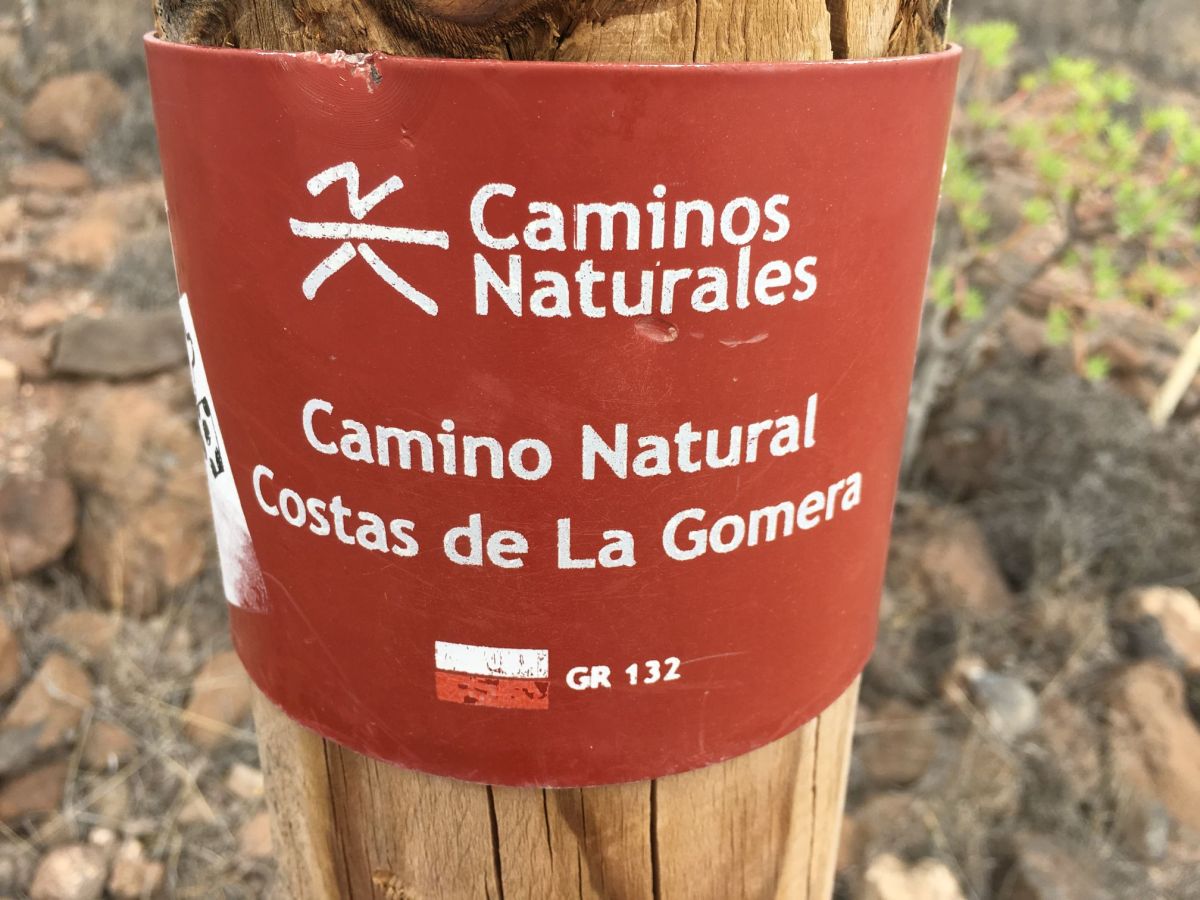 Caminos
Naturales
Camino Natural
Costas de La Gomera
GR 132